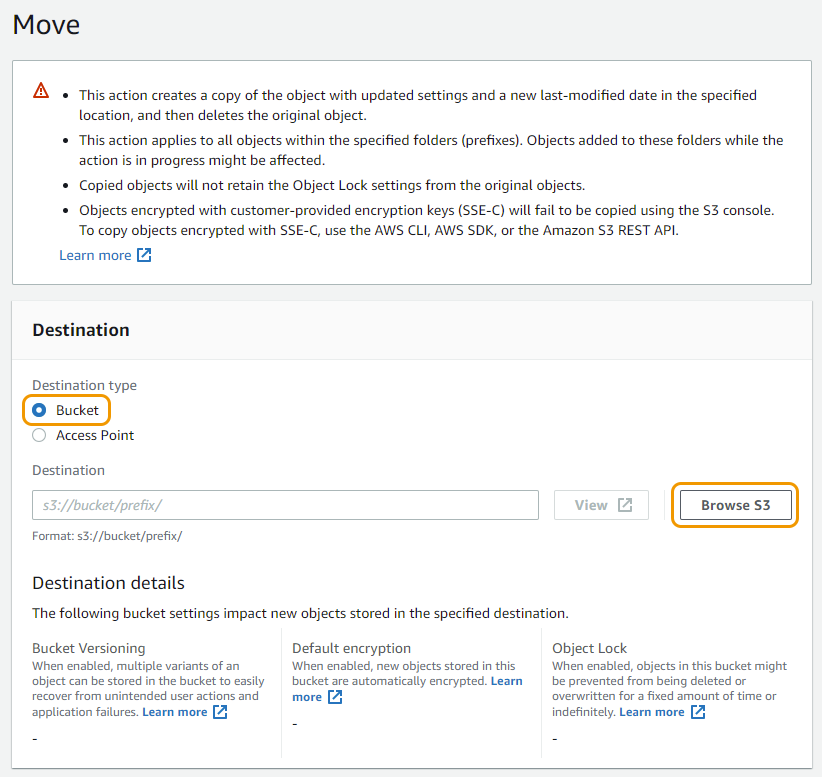 Move
This action creates a copy of the object with updated settings and a new last-modified date in the specified
location, and then deletes the original object.
This action applies to all objects within the specified folders (prefixes). Objects added to these folders while the
action is in progress might be affected.
Copied objects will not retain the Object Lock settings from the original objects.
Objects encrypted with customer-provided encryption keys (SSE-C) will fail to be copied using the S3 console.
To copy objects encrypted with SSE-C, use the AWS CLI, AWS SDK, or the Amazon S3 REST API.
Learn more
Destination
Destination type
Bucket
Access Point
Destination
s3://bucket/prefix/
View
Browse S3
Format: s3://bucket/prefix/
Destination details
The following bucket settings impact new objects stored in the specified destination.
Bucket Versioning
When enabled, multiple variants of an
object can be stored in the bucket to easily
recover from unintended user actions and
application failures. Learn more
-
Default encryption
When enabled, new objects stored in this
bucket are automatically encrypted. Learn
more
-
Object Lock
When enabled, objects in this bucket might
be prevented from being deleted or
overwritten for a fixed amount of time or
indefinitely. Learn more
-